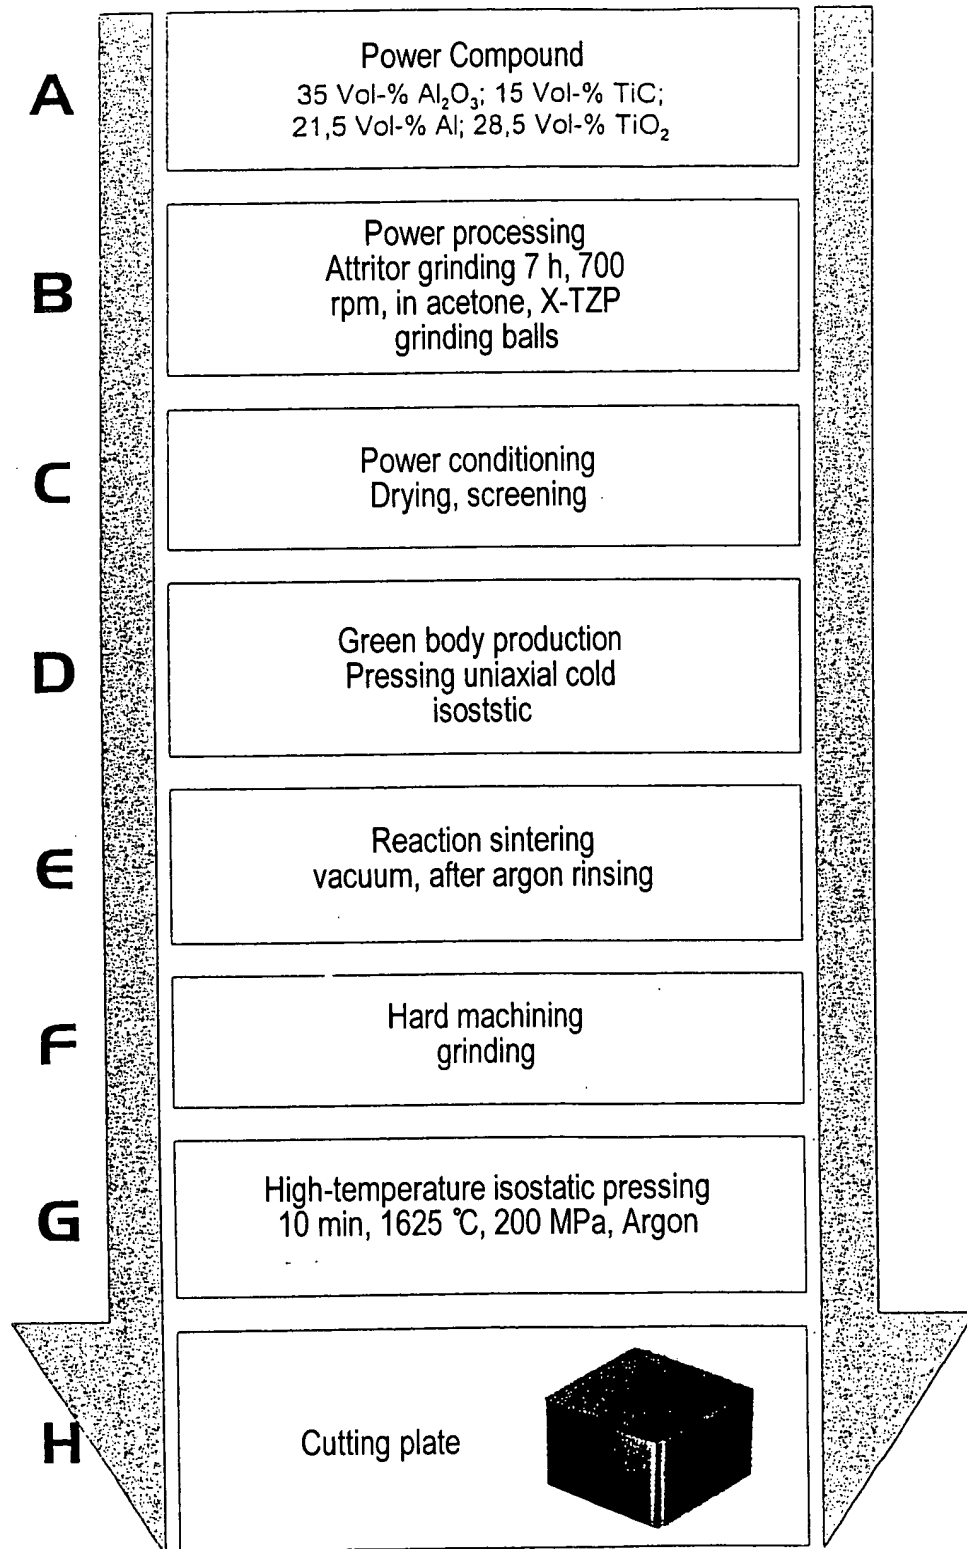 A
Power Compound
35 Vol-% Al₂O₃; 15 Vol-% TiC;
21,5 Vol-% Al; 28,5 Vol-% TiO₂
B
Power processing
Attritor grinding 7 h, 700
rpm, in acetone, X-TZP
grinding balls
C
Power conditioning
Drying, screening
D
Green body production
Pressing uniaxial cold
isoststic
E
Reaction sintering
vacuum, after argon rinsing
F
Hard machining
grinding
G
High-temperature isostatic pressing
10 min, 1625 °C, 200 MPa, Argon
H
Cutting plate